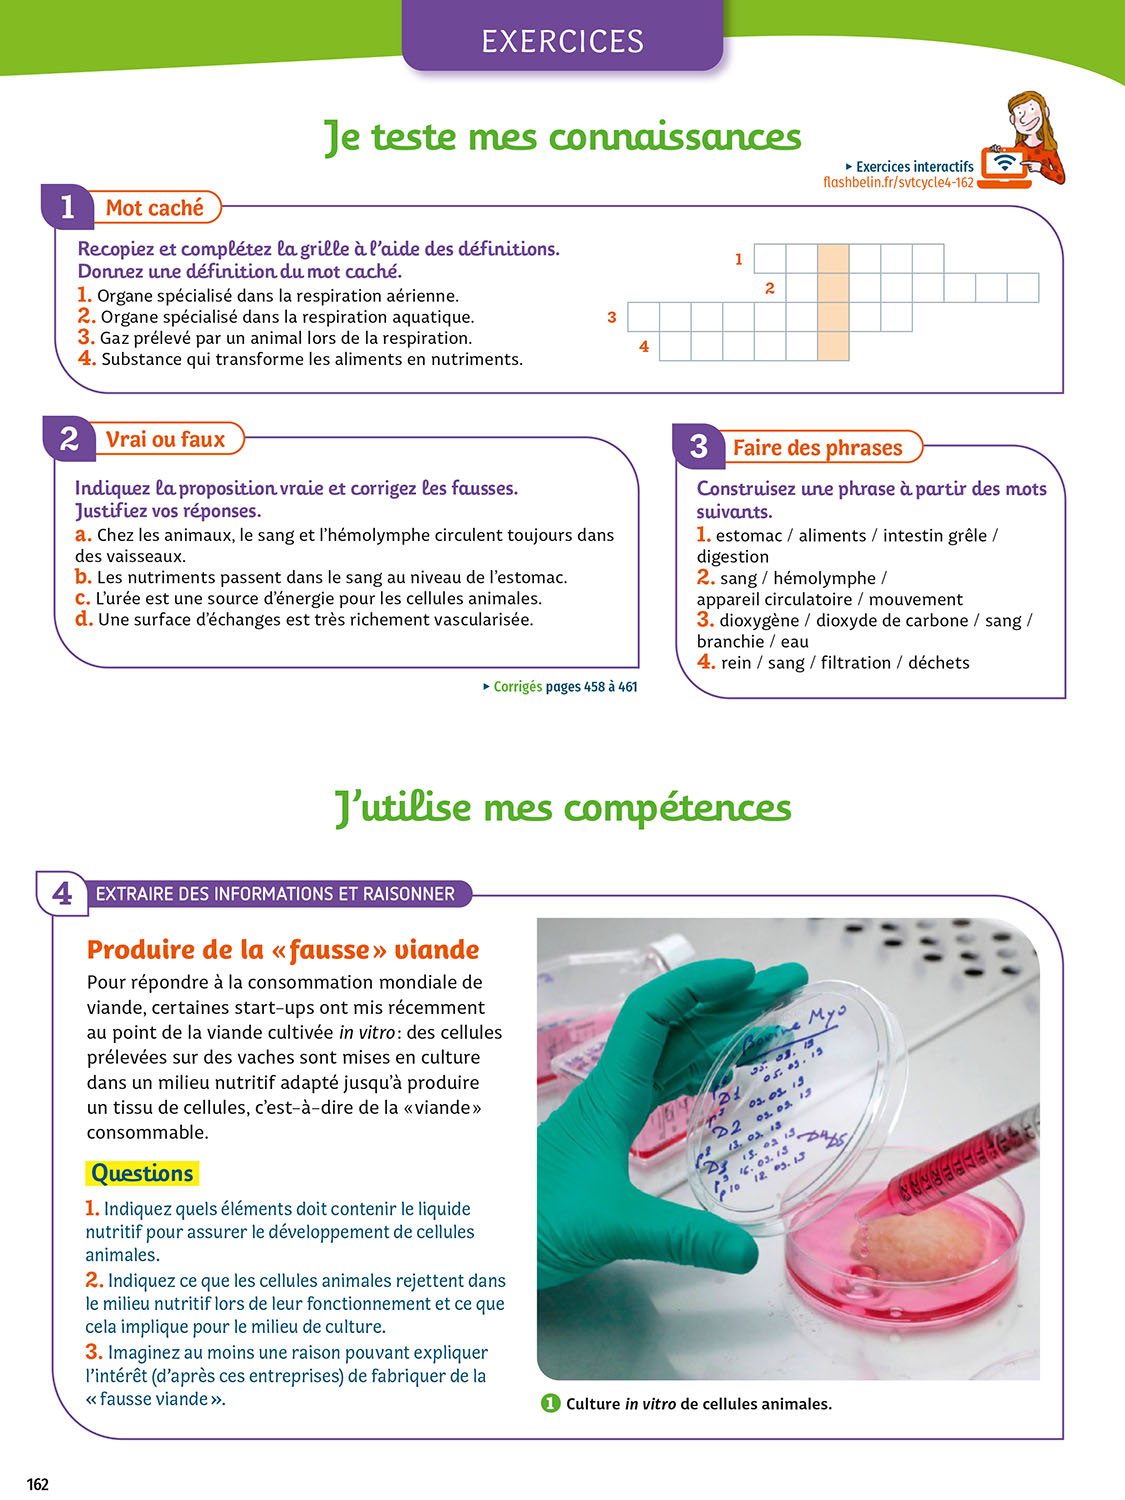 EXERCICES
Je teste mes connaissances
▸ Exercices interactifs
flashbelin.fr/svtcycle4-162
1 Mot caché
Recopiez et complétez la grille à l’aide des définitions.
Donnez une définition du mot caché.
1. Organe spécialisé dans la respiration aérienne.
2. Organe spécialisé dans la respiration aquatique.
3. Gaz prélevé par un animal lors de la respiration.
4. Substance qui transforme les aliments en nutriments.
1
2
3
4
2 Vrai ou faux
Indiquez la proposition vraie et corrigez les fausses.
Justifiez vos réponses.
a. Chez les animaux, le sang et l’hémolymphe circulent toujours dans
des vaisseaux.
b. Les nutriments passent dans le sang au niveau de l’estomac.
c. L’urée est une source d’énergie pour les cellules animales.
d. Une surface d’échanges est très richement vascularisée.
▸ Corrigés pages 458 à 461
3 Faire des phrases
Construisez une phrase à partir des mots
suivants.
1. estomac / aliments / intestin grêle /
digestion
2. sang / hémolymphe /
appareil circulatoire / mouvement
3. dioxygène / dioxyde de carbone / sang /
branchie / eau
4. rein / sang / filtration / déchets
J’utilise mes compétences
4 EXTRAIRE DES INFORMATIONS ET RAISONNER
Produire de la « fausse » viande
Pour répondre à la consommation mondiale de
viande, certaines start-ups ont mis récemment
au point de la viande cultivée in vitro : des cellules
prélevées sur des vaches sont mises en culture
dans un milieu nutritif adapté jusqu’à produire
un tissu de cellules, c’est-à-dire de la « viande »
consommable.
Questions
1. Indiquez quels éléments doit contenir le liquide
nutritif pour assurer le développement de cellules
animales.
2. Indiquez ce que les cellules animales rejettent dans
le milieu nutritif lors de leur fonctionnement et ce que
cela implique pour le milieu de culture.
3. Imaginez au moins une raison pouvant expliquer
l’intérêt (d’après ces entreprises) de fabriquer de la
« fausse viande ».
Bovine Myo
05.03.13
D1 03.03.13
D2 03.03.13
13.03.13
D3 15.03.13
16.03.13
p10 12.03.13
1 Culture in vitro de cellules animales.
162